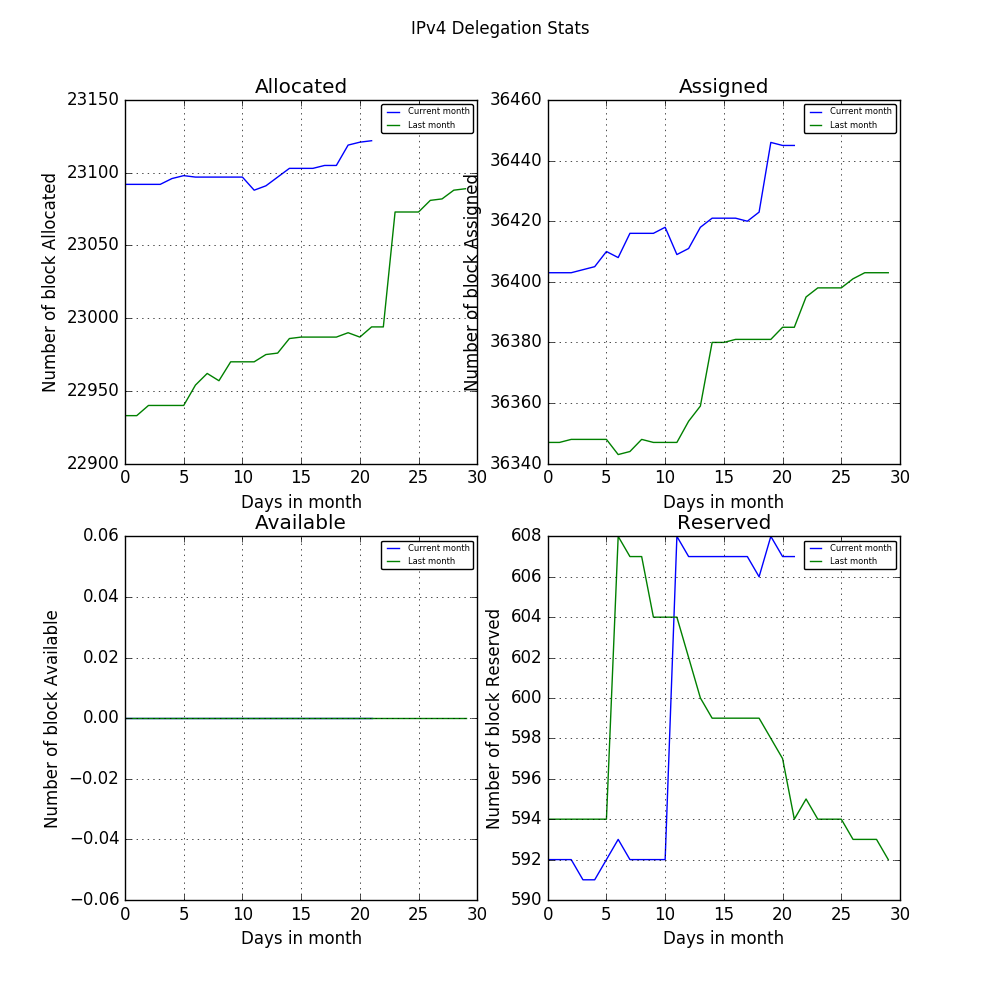 IPv4 Delegation Stats
Allocated
Number of block Allocated
23150
23100
23050
23000
22950
22900
0 5 10 15 20 25 30
Days in month
Current month
Last month
Assigned
Number of block Assigned
36460
36440
36420
36400
36380
36360
36340
0 5 10 15 20 25 30
Days in month
Current month
Last month
Available
Number of block Available
0.06
0.04
0.02
0.00
−0.02
−0.04
−0.06
0 5 10 15 20 25 30
Days in month
Current month
Last month
Reserved
Number of block Reserved
608
606
604
602
600
598
596
594
592
590
0 5 10 15 20 25 30
Days in month
Current month
Last month